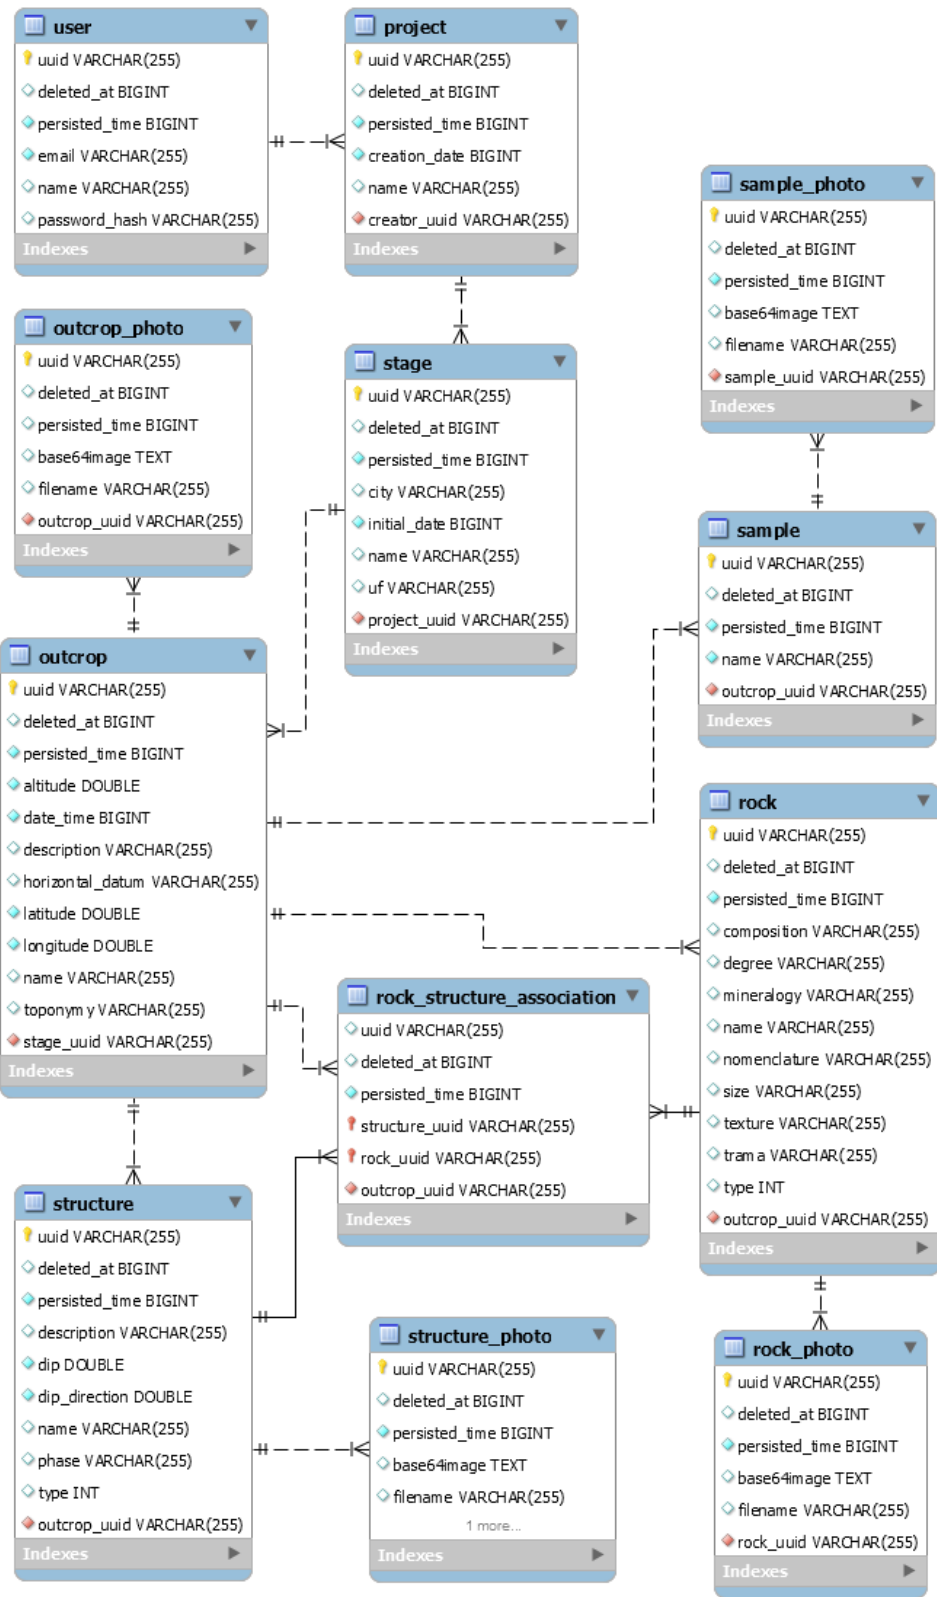 user
uuid VARCHAR(255)
deleted_at BIGINT
persisted_time BIGINT
email VARCHAR(255)
name VARCHAR(255)
password_hash VARCHAR(255)
Indexes
project
uuid VARCHAR(255)
deleted_at BIGINT
persisted_time BIGINT
creation_date BIGINT
name VARCHAR(255)
creator_uuid VARCHAR(255)
Indexes
sample_photo
uuid VARCHAR(255)
deleted_at BIGINT
persisted_time BIGINT
base64image TEXT
filename VARCHAR(255)
sample_uuid VARCHAR(255)
Indexes
outcrop_photo
uuid VARCHAR(255)
deleted_at BIGINT
persisted_time BIGINT
base64image TEXT
filename VARCHAR(255)
outcrop_uuid VARCHAR(255)
Indexes
stage
uuid VARCHAR(255)
deleted_at BIGINT
persisted_time BIGINT
city VARCHAR(255)
initial_date BIGINT
name VARCHAR(255)
uf VARCHAR(255)
project_uuid VARCHAR(255)
Indexes
sample
uuid VARCHAR(255)
deleted_at BIGINT
persisted_time BIGINT
name VARCHAR(255)
outcrop_uuid VARCHAR(255)
Indexes
outcrop
uuid VARCHAR(255)
deleted_at BIGINT
persisted_time BIGINT
altitude DOUBLE
date_time BIGINT
description VARCHAR(255)
horizontal_datum VARCHAR(255)
latitude DOUBLE
longitude DOUBLE
name VARCHAR(255)
toponymy VARCHAR(255)
stage_uuid VARCHAR(255)
Indexes
rock
uuid VARCHAR(255)
deleted_at BIGINT
persisted_time BIGINT
composition VARCHAR(255)
degree VARCHAR(255)
mineralogy VARCHAR(255)
name VARCHAR(255)
nomenclature VARCHAR(255)
size VARCHAR(255)
texture VARCHAR(255)
trama VARCHAR(255)
type INT
outcrop_uuid VARCHAR(255)
Indexes
rock_structure_association
uuid VARCHAR(255)
deleted_at BIGINT
persisted_time BIGINT
structure_uuid VARCHAR(255)
rock_uuid VARCHAR(255)
outcrop_uuid VARCHAR(255)
Indexes
structure
uuid VARCHAR(255)
deleted_at BIGINT
persisted_time BIGINT
description VARCHAR(255)
dip DOUBLE
dip_direction DOUBLE
name VARCHAR(255)
phase VARCHAR(255)
type INT
outcrop_uuid VARCHAR(255)
Indexes
structure_photo
uuid VARCHAR(255)
deleted_at BIGINT
persisted_time BIGINT
base64image TEXT
filename VARCHAR(255)
1 more...
Indexes
rock_photo
uuid VARCHAR(255)
deleted_at BIGINT
persisted_time BIGINT
base64image TEXT
filename VARCHAR(255)
rock_uuid VARCHAR(255)
Indexes